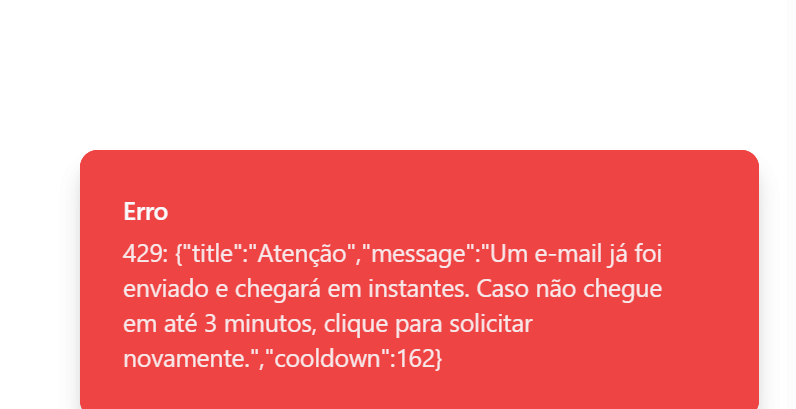 Erro
429: {"title":"Atenção","message":"Um e-mail já foi
enviado e chegará em instantes. Caso não chegue
em até 3 minutos, clique para solicitar
novamente.","cooldown":162}